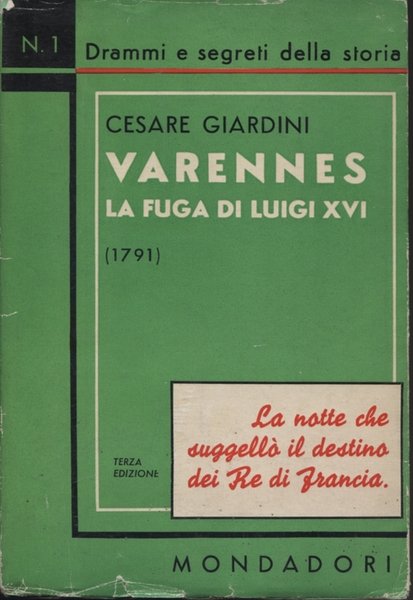 N. 1
Drammi e segreti della storia
CESARE GIARDINI
VARENNES
LA FUGA DI LUIGI XVI
(1791)
La notte che
suggellò il destino
dei Re di Francia.
TERZA
EDIZIONE
MONDADORI